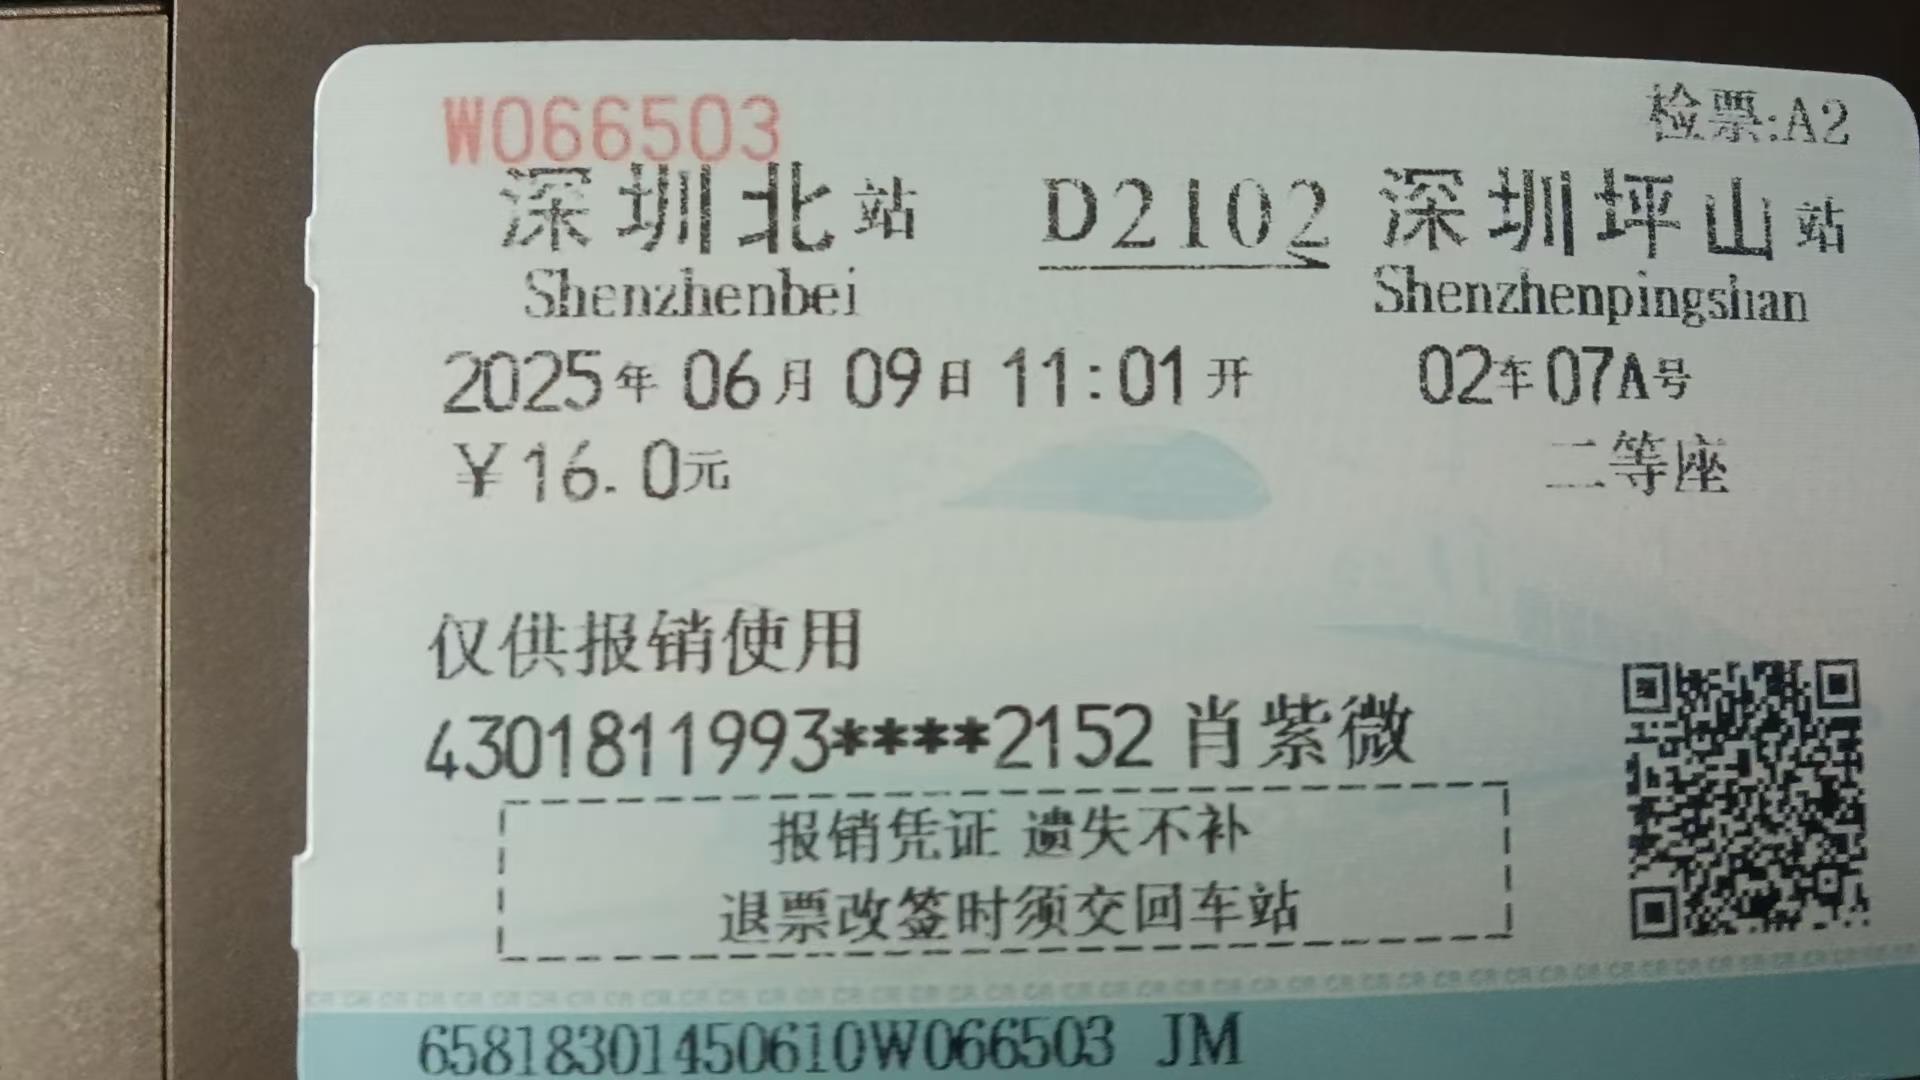 W066503 检票:A2
深圳北站 D2102 深圳坪山站
Shenzhenbei Shenzhenpingshan
2025年06月09日11:01开 02车07A号
¥16.0元 二等座
仅供报销使用
4301811993****2152 肖紫微
报销凭证 遗失不补
退票改签时须交回车站
65818301450610W066503 JM